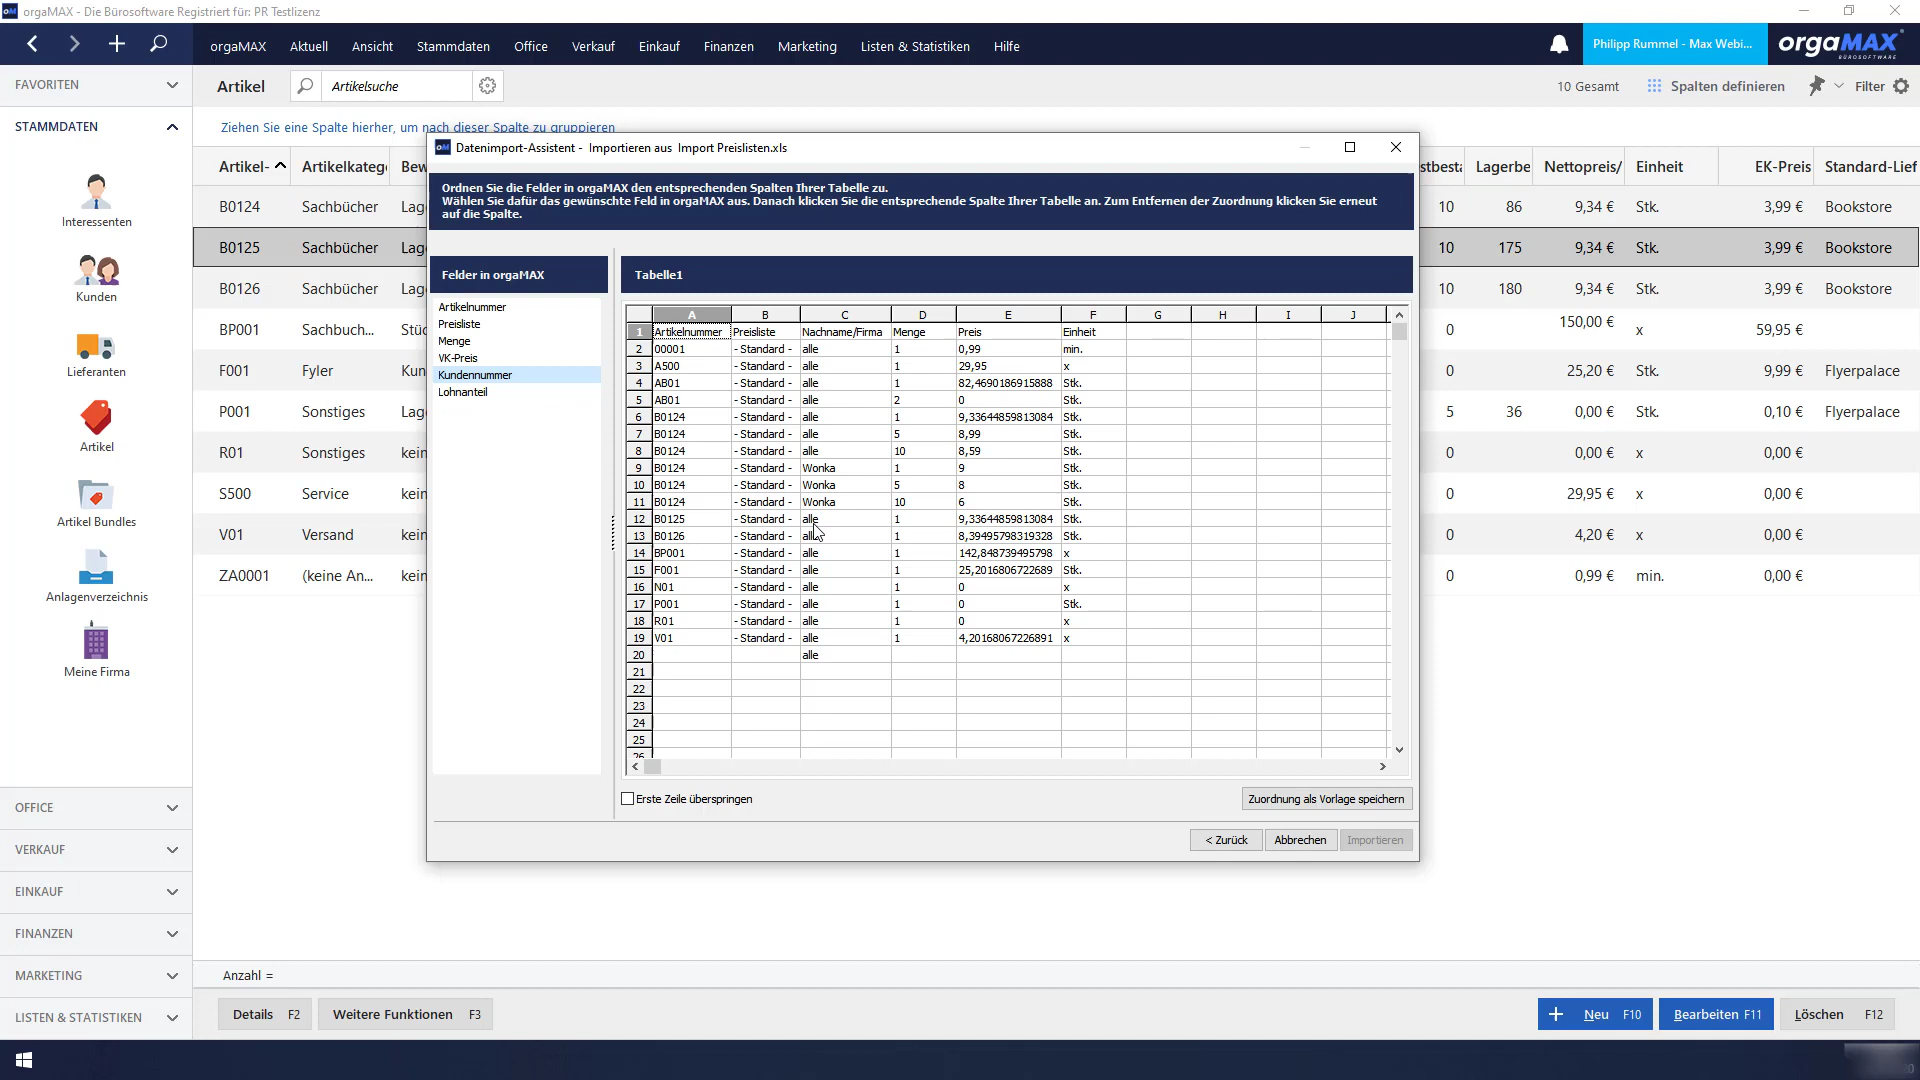 orgaMAX - Die Bürosoftware Registriert für: PR Testlizenz
orgaMAX Aktuell Ansicht Stammdaten Office Verkauf Einkauf Finanzen Marketing Listen & Statistiken Hilfe
Philipp Rummel - Max Webi...
orgaMAX
BÜROSOFTWARE
FAVORITEN
STAMMDATEN
Interessenten
Kunden
Lieferanten
Artikel
Artikel Bundles
Anlagenverzeichnis
Meine Firma
OFFICE
VERKAUF
EINKAUF
FINANZEN
MARKETING
LISTEN & STATISTIKEN
Artikel
Artikelsuche
10 Gesamt
Spalten definieren
Filter
Ziehen Sie eine Spalte hierher, um nach dieser Spalte zu gruppieren
Artikel- Artikelkateg Bew stbesta Lagerbe Nettopreis/ Einheit EK-Preis Standard-Lief
B0124 Sachbücher Lag 10 86 9,34 € Stk. 3,99 € Bookstore
B0125 Sachbücher Lag 10 175 9,34 € Stk. 3,99 € Bookstore
B0126 Sachbücher Lag 10 180 9,34 € Stk. 3,99 € Bookstore
BP001 Sachbuch... Stüc 0 150,00 € x 59,95 €
F001 Fyler Kun 0 25,20 € Stk. 9,99 € Flyerpalace
P001 Sonstiges Lage 5 36 0,00 € Stk. 0,10 € Flyerpalace
R01 Sonstiges kein 0 0,00 € x 0,00 €
S500 Service kein 0 29,95 € x 0,00 €
V01 Versand kein 0 4,20 € x 0,00 €
ZA0001 (keine An... kein 0 0,99 € min. 0,00 €
Datenimport-Assistent - Importieren aus Import Preislisten.xls
Ordnen Sie die Felder in orgaMAX den entsprechenden Spalten Ihrer Tabelle zu.
Wählen Sie dafür das gewünschte Feld in orgaMAX aus. Danach klicken Sie die entsprechende Spalte Ihrer Tabelle an. Zum Entfernen der Zuordnung klicken Sie erneut
auf die Spalte.
Felder in orgaMAX
Artikelnummer
Preisliste
Menge
VK-Preis
Kundennummer
Lohnanteil
Tabelle1
A B C D E F G H I J
1 Artikelnummer Preisliste Nachname/Firma Menge Preis Einheit
2 00001 - Standard - alle 1 0,99 min.
3 A500 - Standard - alle 1 29,95 x
4 AB01 - Standard - alle 1 82,4690186915888 Stk.
5 AB01 - Standard - alle 2 0 Stk.
6 B0124 - Standard - alle 1 9,33644859813084 Stk.
7 B0124 - Standard - alle 5 8,99 Stk.
8 B0124 - Standard - alle 10 8,59 Stk.
9 B0124 - Standard - Wonka 1 9 Stk.
10 B0124 - Standard - Wonka 5 8 Stk.
11 B0124 - Standard - Wonka 10 6 Stk.
12 B0125 - Standard - alle 1 9,33644859813084 Stk.
13 B0126 - Standard - alle 1 8,39495798319328 Stk.
14 BP001 - Standard - alle 1 142,848739495798 x
15 F001 - Standard - alle 1 25,2016806722689 Stk.
16 N01 - Standard - alle 1 0 x
17 P001 - Standard - alle 1 0 Stk.
18 R01 - Standard - alle 1 0 x
19 V01 - Standard - alle 1 4,20168067226891 x
20 alle
21
22
23
24
25
26
Erste Zeile überspringen
Zuordnung als Vorlage speichern
< Zurück Abbrechen Importieren
Anzahl =
Details F2 Weitere Funktionen F3
Neu F10 Bearbeiten F11 Löschen F12